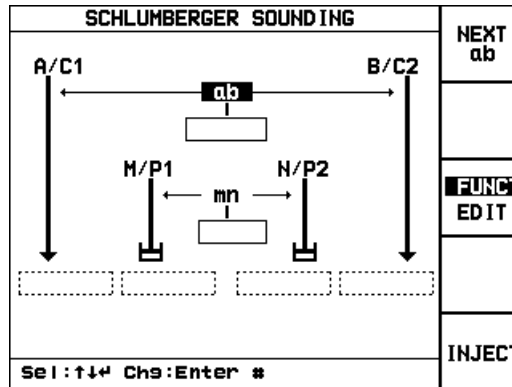 SCHLUMBERGER SOUNDING
NEXT
ab
A/C1
B/C2
ab
M/P1
N/P2
mn
FUNCT
EDIT
INJECT
Sel:↑↓↵ Chg:Enter #